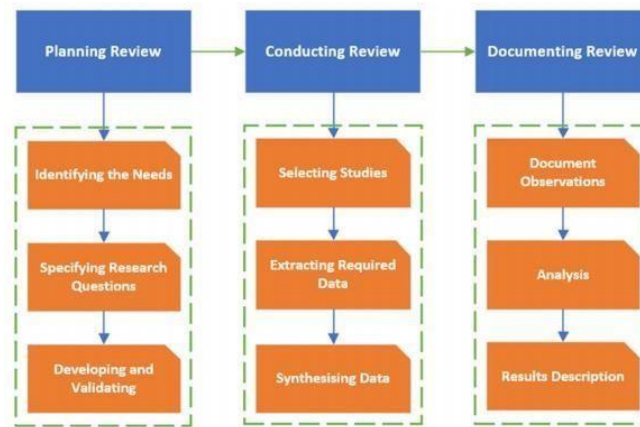 Planning Review
Conducting Review
Documenting Review
Identifying the Needs
Specifying Research
Questions
Developing and
Validating
Selecting Studies
Extracting Required
Data
Synthesising Data
Document
Observations
Analysis
Results Description